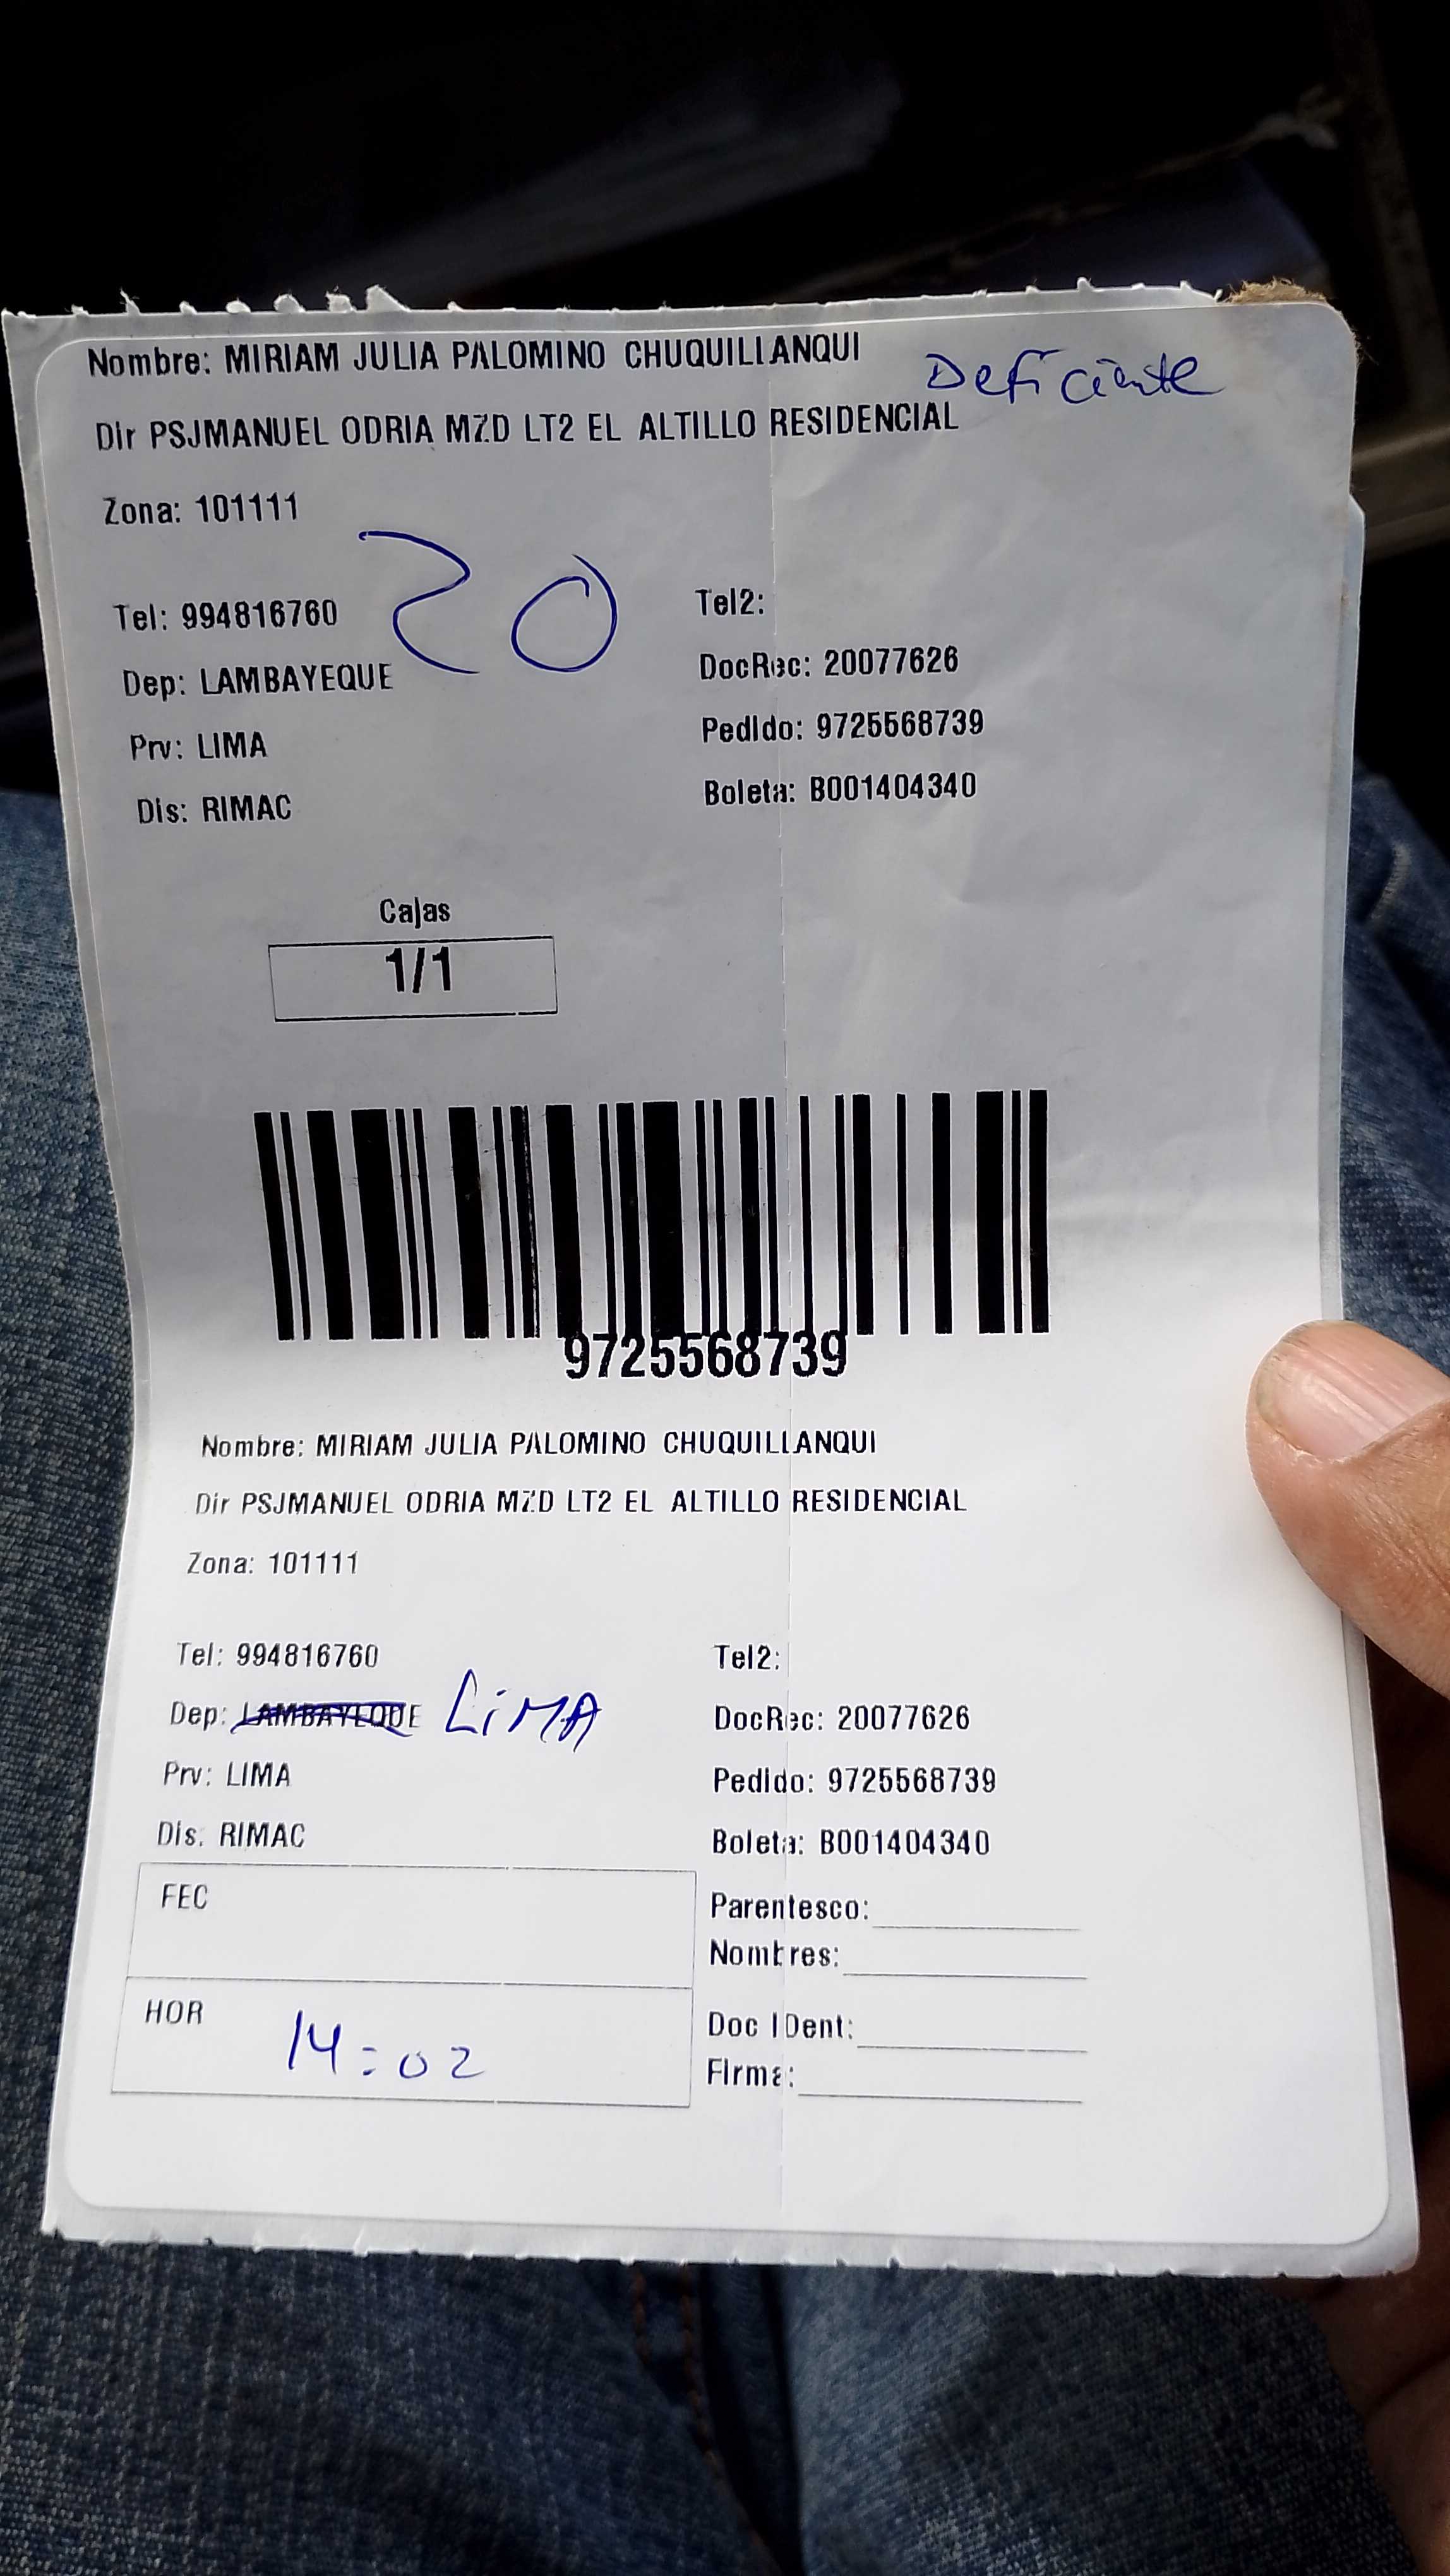 Nombre: MIRIAM JULIA PALOMINO CHUQUILLANQUI
Deficiente
Dir PSJMANUEL ODRIA MZD LT2 EL ALTILLO RESIDENCIAL
Zona: 101111
20
Tel: 994816760 Tel2:
Dep: LAMBAYEQUE DocRec: 20077626
Prv: LIMA Pedido: 9725568739
Dis: RIMAC Boleta: B001404340
Cajas
1/1
9725568739
Nombre: MIRIAM JULIA PALOMINO CHUQUILLANQUI
Dir PSJMANUEL ODRIA MZD LT2 EL ALTILLO RESIDENCIAL
Zona: 101111
Tel: 994816760 Tel2:
Dep: LAMBAYEQUE LiMA DocRec: 20077626
Prv: LIMA Pedido: 9725568739
Dis. RIMAC Boleta: B001404340
FEC Parentesco:
Nombres:
HOR 14:02 Doc IDent:
Firma: